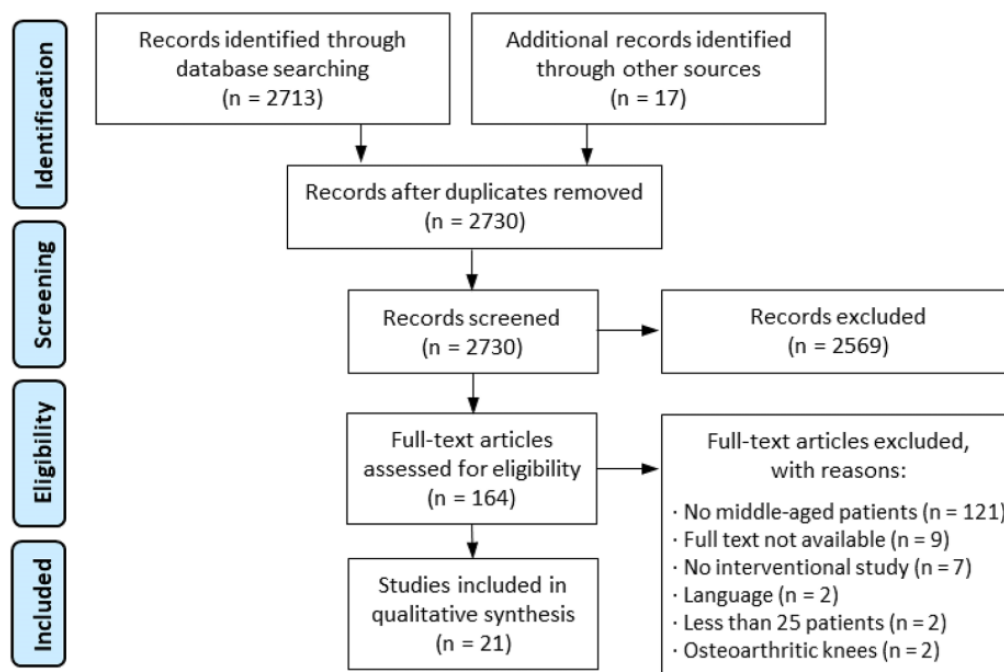 Identification
Records identified through
database searching
(n = 2713)
Additional records identified
through other sources
(n = 17)
Records after duplicates removed
(n = 2730)
Screening
Records screened
(n = 2730)
Records excluded
(n = 2569)
Eligibility
Full-text articles
assessed for eligibility
(n = 164)
Full-text articles excluded,
with reasons:
· No middle-aged patients (n = 121)
· Full text not available (n = 9)
· No interventional study (n = 7)
· Language (n = 2)
· Less than 25 patients (n = 2)
· Osteoarthritic knees (n = 2)
Included
Studies included in
qualitative synthesis
(n = 21)